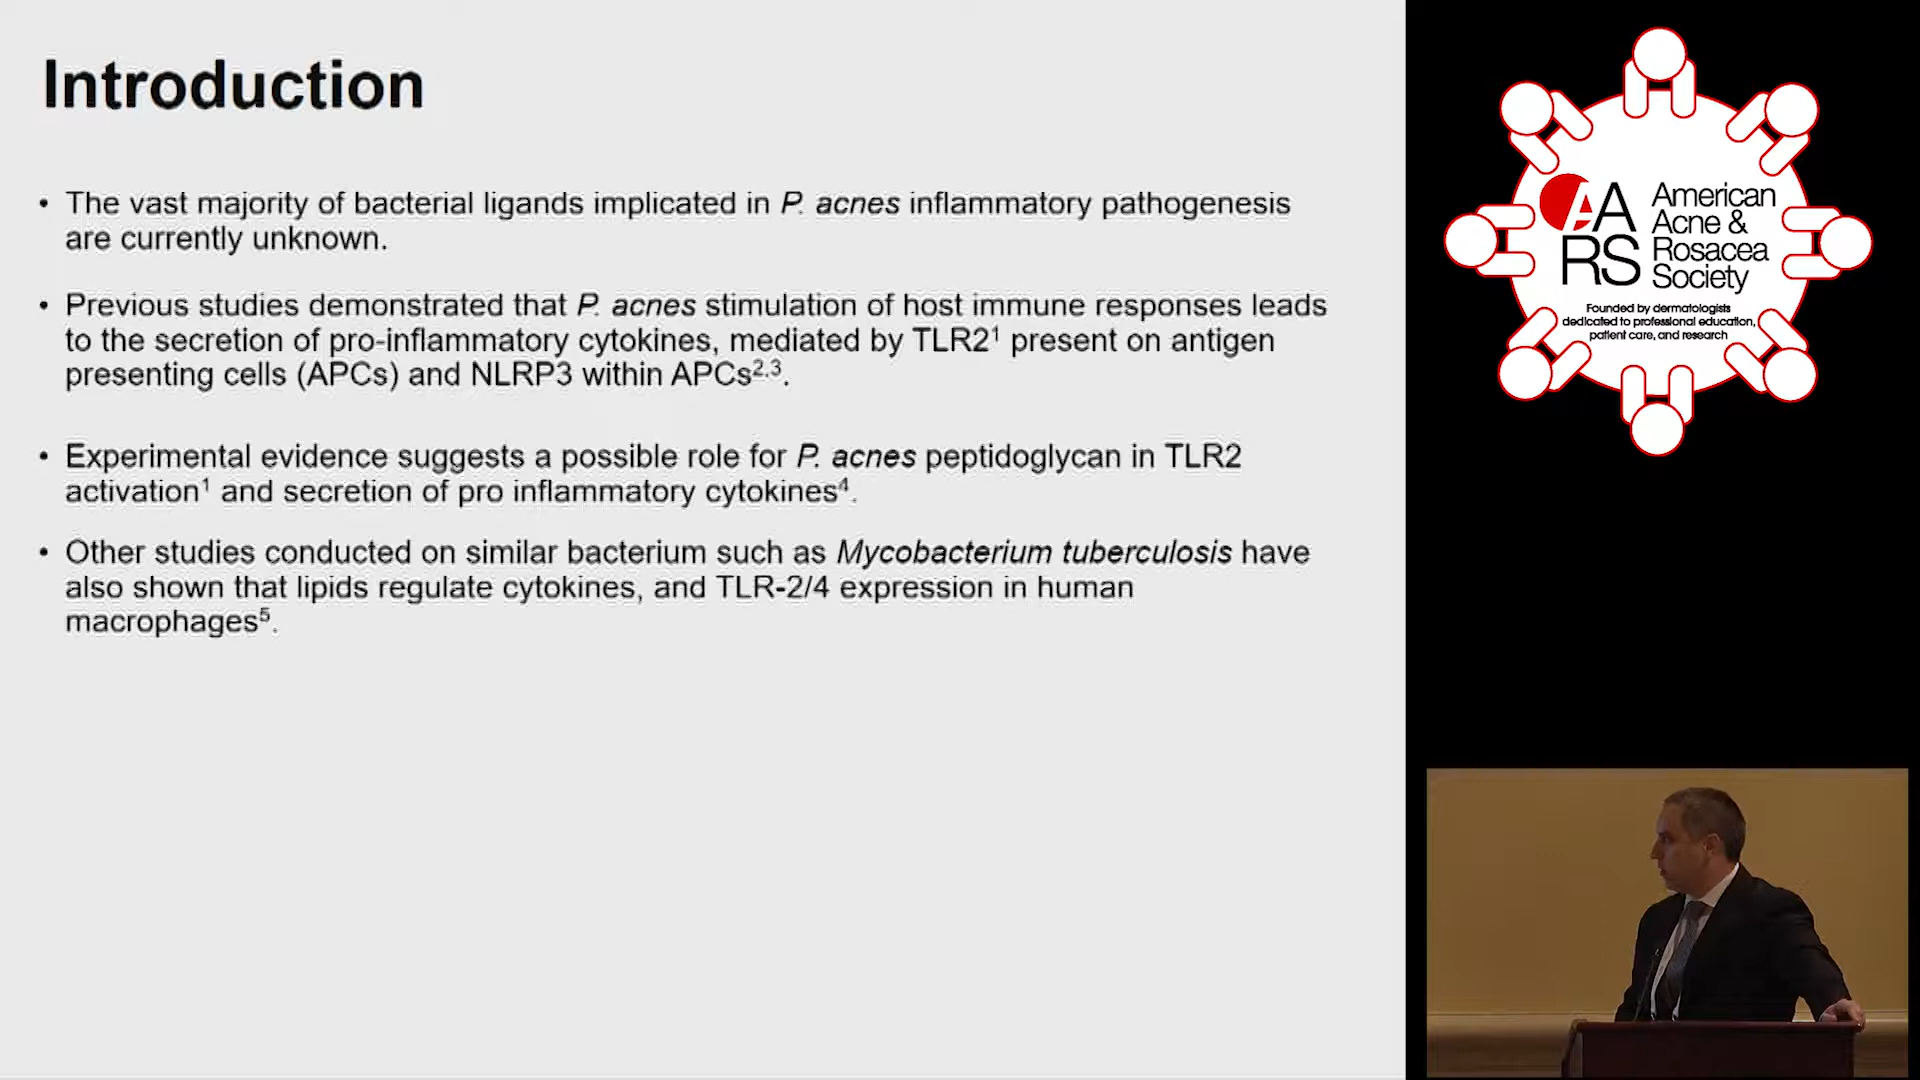 Introduction
• The vast majority of bacterial ligands implicated in P. acnes inflammatory pathogenesis
are currently unknown.
• Previous studies demonstrated that P. acnes stimulation of host immune responses leads
to the secretion of pro-inflammatory cytokines, mediated by TLR2¹ present on antigen
presenting cells (APCs) and NLRP3 within APCs²,³.
• Experimental evidence suggests a possible role for P. acnes peptidoglycan in TLR2
activation¹ and secretion of pro inflammatory cytokines⁴.
• Other studies conducted on similar bacterium such as Mycobacterium tuberculosis have
also shown that lipids regulate cytokines, and TLR-2/4 expression in human
macrophages⁵.
AA
RS
American
Acne &
Rosacea
Society
Founded by dermatologists
dedicated to professional education,
patient care, and research